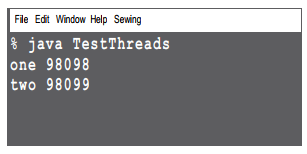 File Edit Window Help Sewing
% java TestThreads
one 98098
two 98099